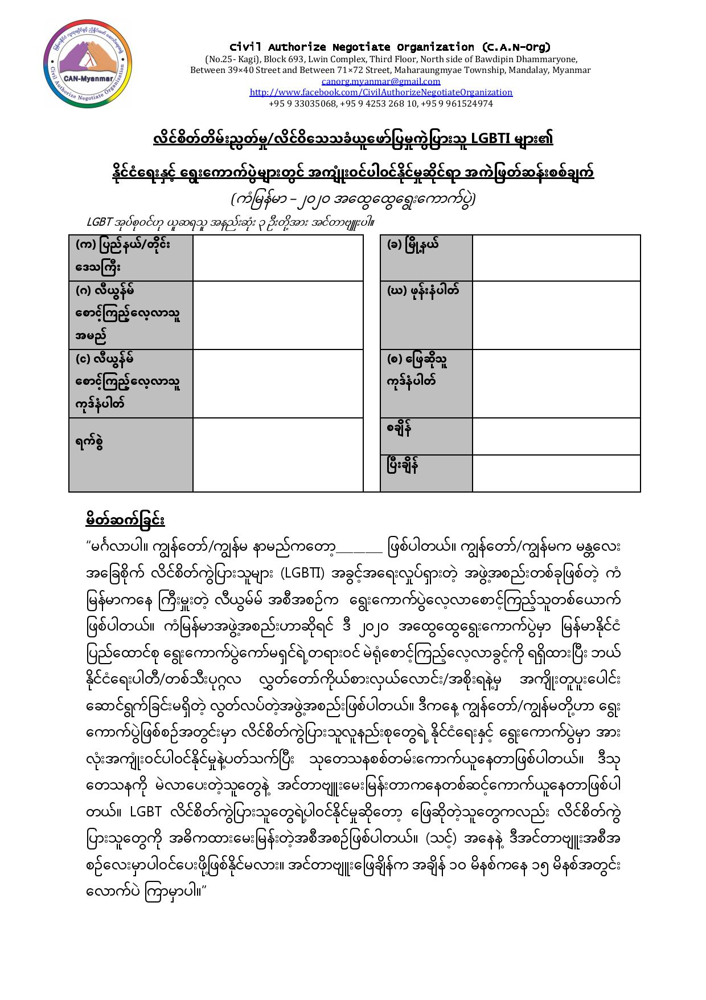 Civil Authorize Negotiate Organization (C.A.N-Org)
(No.25- Kagi), Block 693, Lwin Complex, Third Floor, North side of Bawdipin Dhammaryone,
Between 39×40 Street and Between 71×72 Street, Maharaungmyae Township, Mandalay, Myanmar
canorg.myanmar@gmail.com
http://www.facebook.com/CivilAuthorizeNegotiateOrganization
+95 9 33035068, +95 9 4253 268 10, +95 9 961524974
CAN-Myanmar
Civil Authorize Negotiate Organization
လိင်စိတ်တိမ်းညွတ်မှု/လိင်ဝိသေသခံယူဖော်ပြမှုကွဲပြားသူ LGBTI များ၏
နိုင်ငံရေးနှင့် ရွေးကောက်ပွဲများတွင် အကျုံးဝင်ပါဝင်နိုင်မှုဆိုင်ရာ အကဲဖြတ်ဆန်းစစ်ချက်
(ကံမြန်မာ – ၂၀၂၀ အထွေထွေရွေးကောက်ပွဲ)
LGBT အုပ်စုဝင်ဟု ယူဆရသူ အနည်းဆုံး ၃ ဦးတို့အား အင်တာဗျူးပါ။
(က) ပြည်နယ်/တိုင်း
ဒေသကြီး
(ခ) မြို့နယ်
(ဂ) လီယွန်မ်
စောင့်ကြည့်လေ့လာသူ
အမည်
(ဃ) ဖုန်းနံပါတ်
(င) လီယွန်မ်
စောင့်ကြည့်လေ့လာသူ
ကုဒ်နံပါတ်
(စ) ဖြေဆိုသူ
ကုဒ်နံပါတ်
ရက်စွဲ
စချိန်
ပြီးချိန်
မိတ်ဆက်ခြင်း
“မင်္ဂလာပါ။ ကျွန်တော်/ကျွန်မ နာမည်ကတော့_______ ဖြစ်ပါတယ်။ ကျွန်တော်/ကျွန်မက မန္တလေး
အခြေစိုက် လိင်စိတ်ကွဲပြားသူများ (LGBTI) အခွင့်အရေးလှုပ်ရှားတဲ့ အဖွဲ့အစည်းတစ်ခုဖြစ်တဲ့ ကံ
မြန်မာကနေ ကြီးမှူးတဲ့ လီယွမ်မ် အစီအစဉ်က ရွေးကောက်ပွဲလေ့လာစောင့်ကြည့်သူတစ်ယောက်
ဖြစ်ပါတယ်။ ကံမြန်မာအဖွဲ့အစည်းဟာဆိုရင် ဒီ ၂၀၂၀ အထွေထွေရွေးကောက်ပွဲမှာ မြန်မာနိုင်ငံ
ပြည်ထောင်စု ရွေးကောက်ပွဲကော်မရှင်ရဲ့တရားဝင် မဲရုံစောင့်ကြည့်လေ့လာခွင့်ကို ရရှိထားပြီး ဘယ်
နိုင်ငံရေးပါတီ/တစ်သီးပုဂ္ဂလ လွှတ်တော်ကိုယ်စားလှယ်လောင်း/အစိုးရနဲ့မှ အကျိုးတူပူးပေါင်း
ဆောင်ရွက်ခြင်းမရှိတဲ့ လွတ်လပ်တဲ့အဖွဲ့အစည်းဖြစ်ပါတယ်။ ဒီကနေ့ ကျွန်တော်/ကျွန်မတို့ဟာ ရွေး
ကောက်ပွဲဖြစ်စဉ်အတွင်းမှာ လိင်စိတ်ကွဲပြားသူလူနည်းစုတွေရဲ့ နိုင်ငံရေးနှင့် ရွေးကောက်ပွဲမှာ အား
လုံးအကျုံးဝင်ပါဝင်နိုင်မှုနဲ့ပတ်သက်ပြီး သုတေသနစစ်တမ်းကောက်ယူနေတာဖြစ်ပါတယ်။ ဒီသု
တေသနကို မဲလာပေးတဲ့သူတွေနဲ့ အင်တာဗျူးမေးမြန်းတာကနေတစ်ဆင့်ကောက်ယူနေတာဖြစ်ပါ
တယ်။ LGBT လိင်စိတ်ကွဲပြားသူတွေရဲ့ပါဝင်နိုင်မှုဆိုတော့ ဖြေဆိုတဲ့သူတွေကလည်း လိင်စိတ်ကွဲ
ပြားသူတွေကို အဓိကထားမေးမြန်းတဲ့အစီအစဉ်ဖြစ်ပါတယ်။ (သင့်) အနေနဲ့ ဒီအင်တာဗျူးအစီအ
စဉ်လေးမှာပါဝင်ပေးဖို့ဖြစ်နိုင်မလား။ အင်တာဗျူးဖြေချိန်က အချိန် ၁၀ မိနစ်ကနေ ၁၅ မိနစ်အတွင်း
လောက်ပဲ ကြာမှာပါ။”